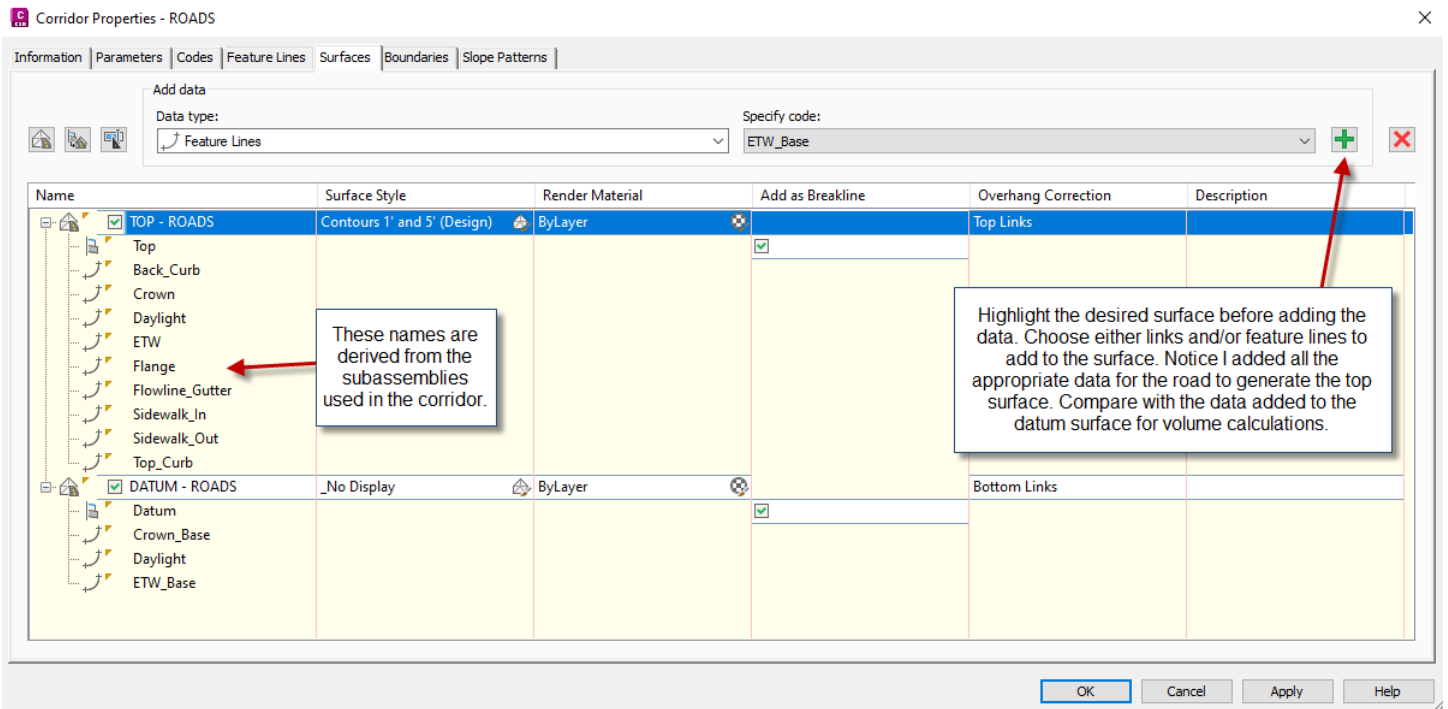 C
C3D
Corridor Properties - ROADS
Information Parameters Codes Feature Lines Surfaces Boundaries Slope Patterns
Add data
Data type:
Specify code:
Feature Lines
ETW_Base
Name Surface Style Render Material Add as Breakline Overhang Correction Description
TOP - ROADS Contours 1' and 5' (Design) ByLayer Top Links
Top
Back_Curb
Crown
Daylight
ETW
Flange
Flowline_Gutter
Sidewalk_In
Sidewalk_Out
Top_Curb
These names are
derived from the
subassemblies
used in the corridor.
Highlight the desired surface before adding the
data. Choose either links and/or feature lines to
add to the surface. Notice I added all the
appropriate data for the road to generate the top
surface. Compare with the data added to the
datum surface for volume calculations.
DATUM - ROADS _No Display ByLayer Bottom Links
Datum
Crown_Base
Daylight
ETW_Base
OK Cancel Apply Help